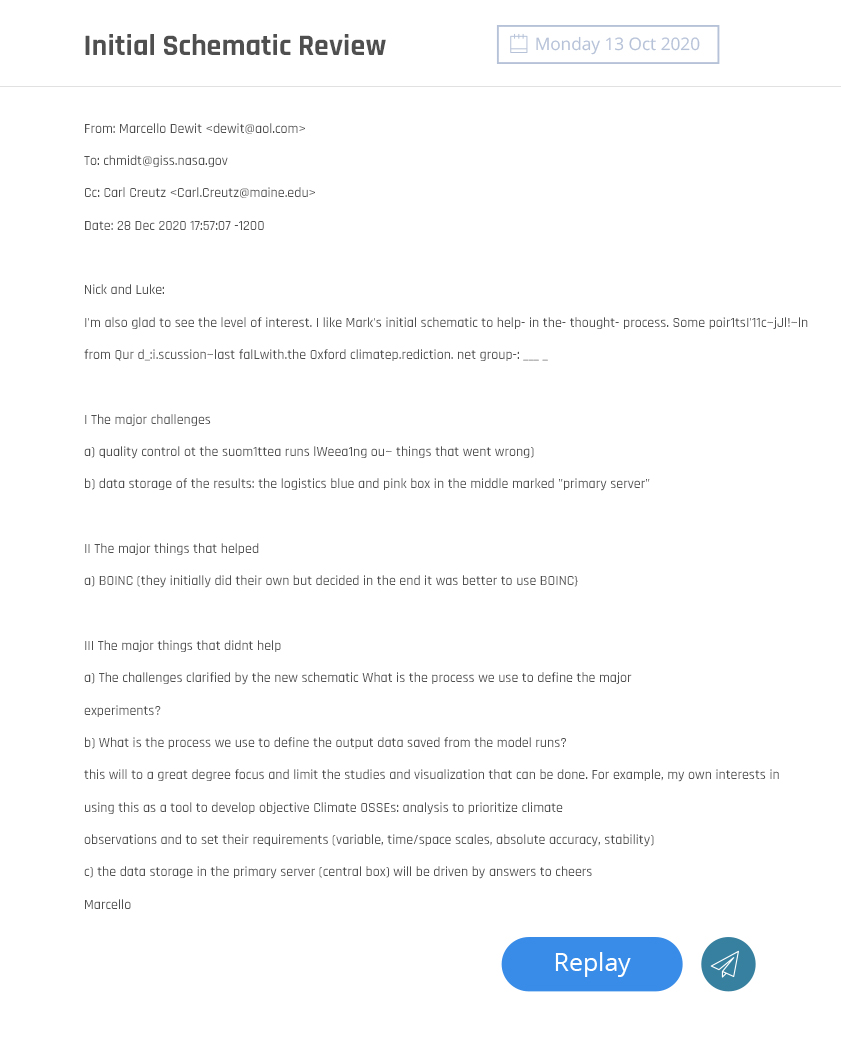 Initial Schematic Review
Monday 13 Oct 2020
From: Marcello Dewit <dewit@aol.com>
To: chmidt@giss.nasa.gov
Cc: Carl Creutz <Carl.Creutz@maine.edu>
Date: 28 Dec 2020 17:57:07 -1200
Nick and Luke:
I'm also glad to see the level of interest. I like Mark's initial schematic to help- in the- thought- process. Some poir1tsI'11c–jJl!–ln
from Qur d_:i.scussion–last falLwith.the Oxford climatep.rediction. net group-: ___ _
I The major challenges
a) quality control ot the suom1ttea runs lWeea1ng ou– things that went wrong)
b) data storage of the results: the logistics blue and pink box in the middle marked "primary server"
II The major things that helped
a) BOINC (they initially did their own but decided in the end it was better to use BOINC)
III The major things that didnt help
a) The challenges clarified by the new schematic What is the process we use to define the major
experiments?
b) What is the process we use to define the output data saved from the model runs?
this will to a great degree focus and limit the studies and visualization that can be done. For example, my own interests in
using this as a tool to develop objective Climate OSSEs: analysis to prioritize climate
observations and to set their requirements (variable, time/space scales, absolute accuracy, stability)
c) the data storage in the primary server (central box) will be driven by answers to cheers
Marcello
Replay